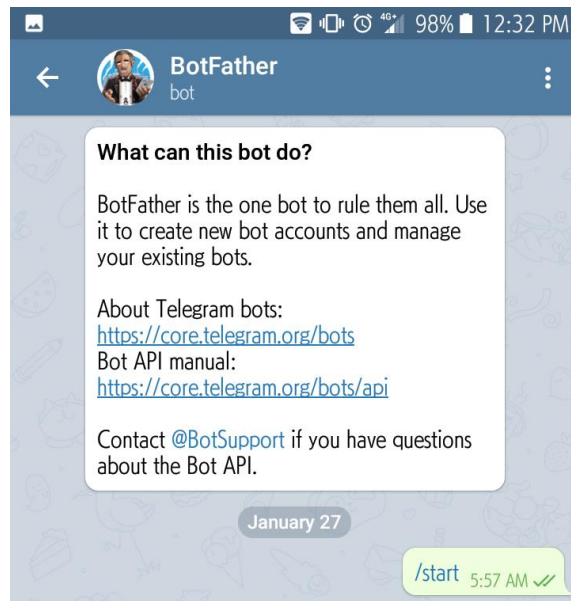 4G+ 98% 12:32 PM
BotFather
bot
What can this bot do?
BotFather is the one bot to rule them all. Use
it to create new bot accounts and manage
your existing bots.
About Telegram bots:
https://core.telegram.org/bots
Bot API manual:
https://core.telegram.org/bots/api
Contact @BotSupport if you have questions
about the Bot API.
January 27
/start 5:57 AM